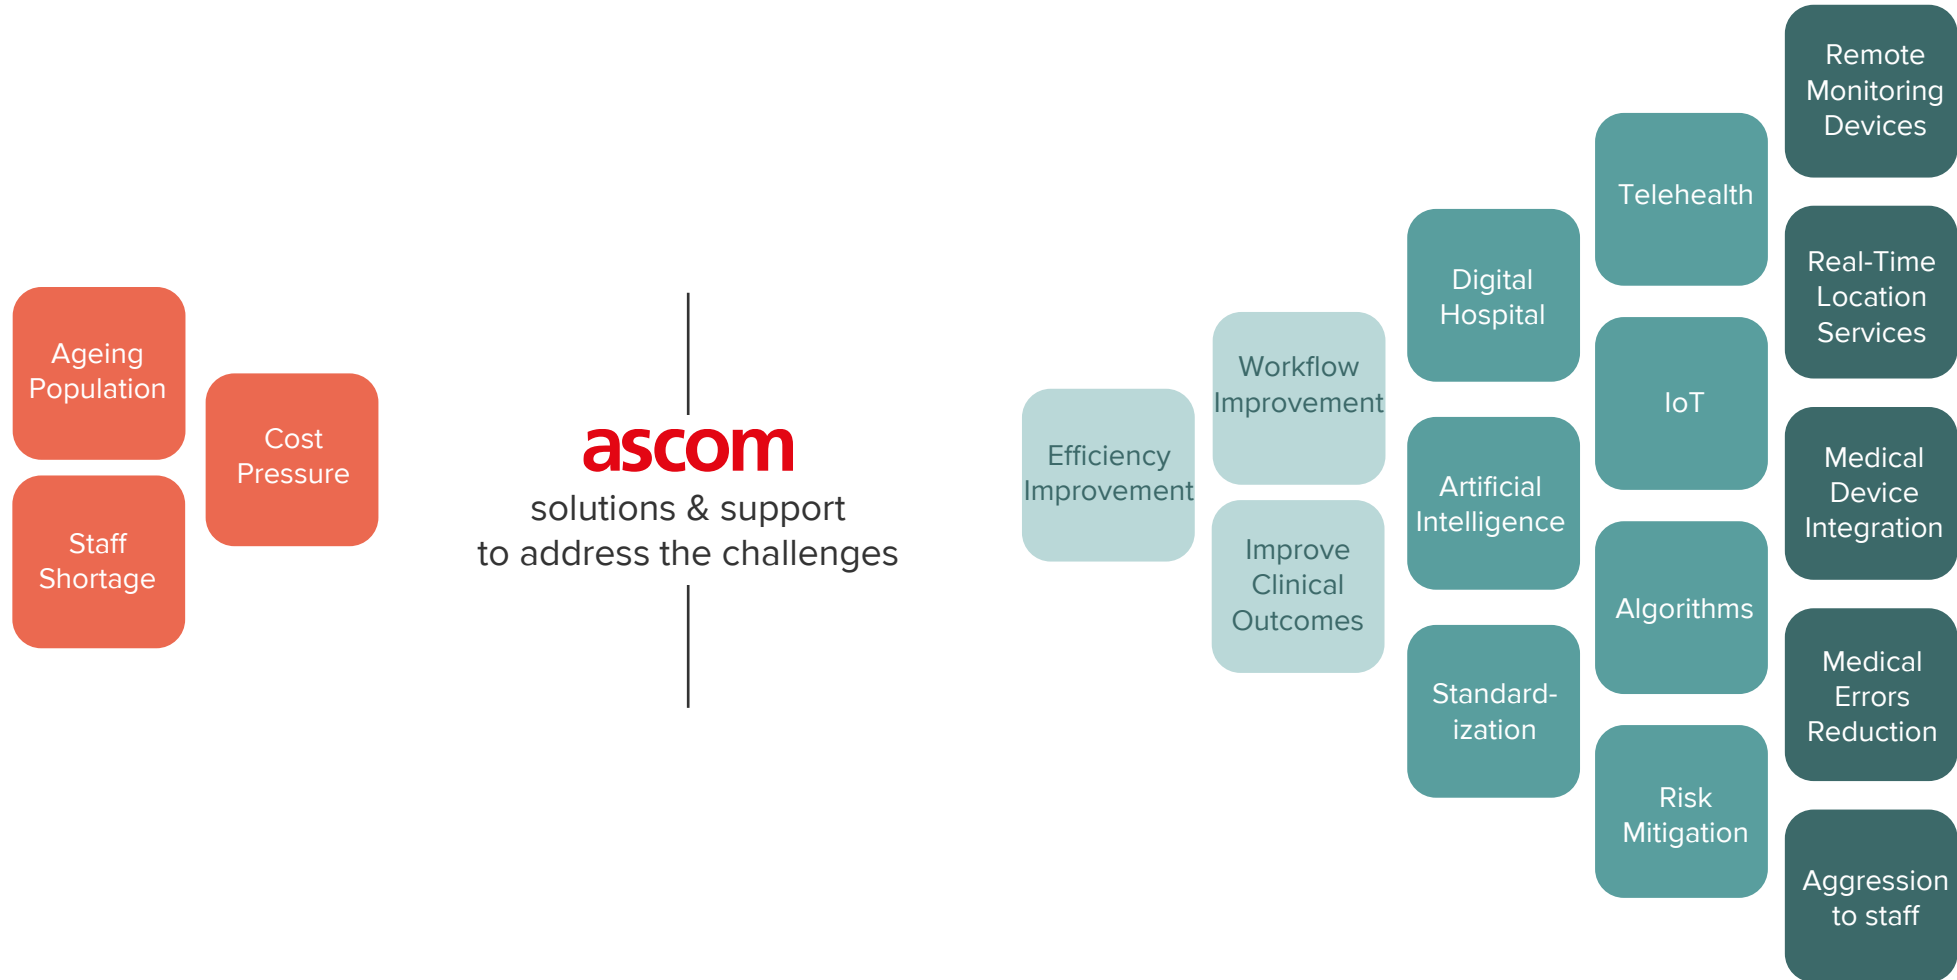 Ageing
Population
Staff
Shortage
Cost
Pressure
ascom
solutions & support
to address the challenges
Efficiency
Improvement
Workflow
Improvement
Improve
Clinical
Outcomes
Digital
Hospital
Artificial
Intelligence
Standard-
ization
Telehealth
IoT
Algorithms
Risk
Mitigation
Remote
Monitoring
Devices
Real-Time
Location
Services
Medical
Device
Integration
Medical
Errors
Reduction
Aggression
to staff